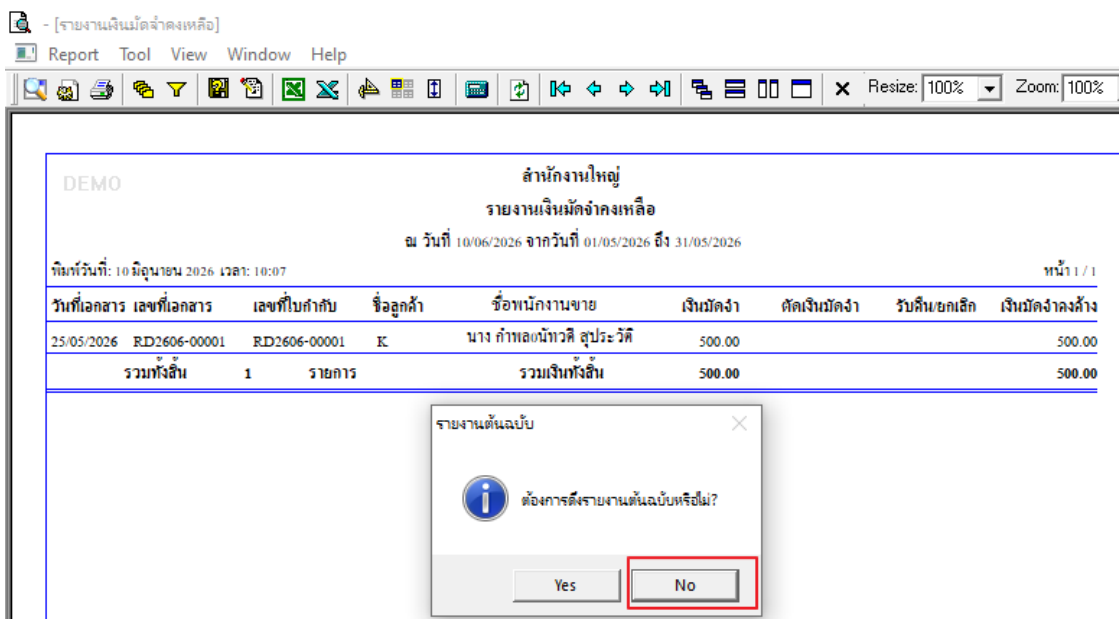 - [รายงานเงินมัดจำคงเหลือ]
Report Tool View Window Help
Resize: 100% Zoom: 100%
DEMO
สำนักงานใหญ่
รายงานเงินมัดจำคงเหลือ
ณ วันที่ 10/06/2026 จากวันที่ 01/05/2026 ถึง 31/05/2026
พิมพ์วันที่: 10 มิถุนายน 2026 เวลา: 10:07 หน้า 1 / 1
วันที่เอกสาร เลขที่เอกสาร เลขที่ใบกำกับ ชื่อลูกค้า ชื่อพนักงานขาย เงินมัดจำ ตัดเงินมัดจำ รับคืน/ยกเลิก เงินมัดจำคงค้าง
25/05/2026 RD2606-00001 RD2606-00001 K นาง สุประวัติ 500.00 500.00
รวมทั้งสิ้น 1 รายการ รวมเงินทั้งสิ้น 500.00 500.00
รายงานต้นฉบับ
ต้องการดึงรายงานต้นฉบับหรือไม่?
Yes No